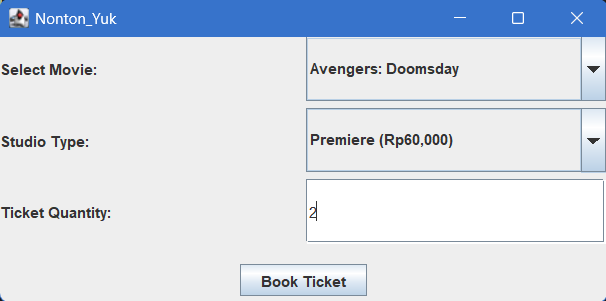 Nonton_Yuk
Select Movie: Avengers: Doomsday
Studio Type: Premiere (Rp60,000)
Ticket Quantity: 2
Book Ticket